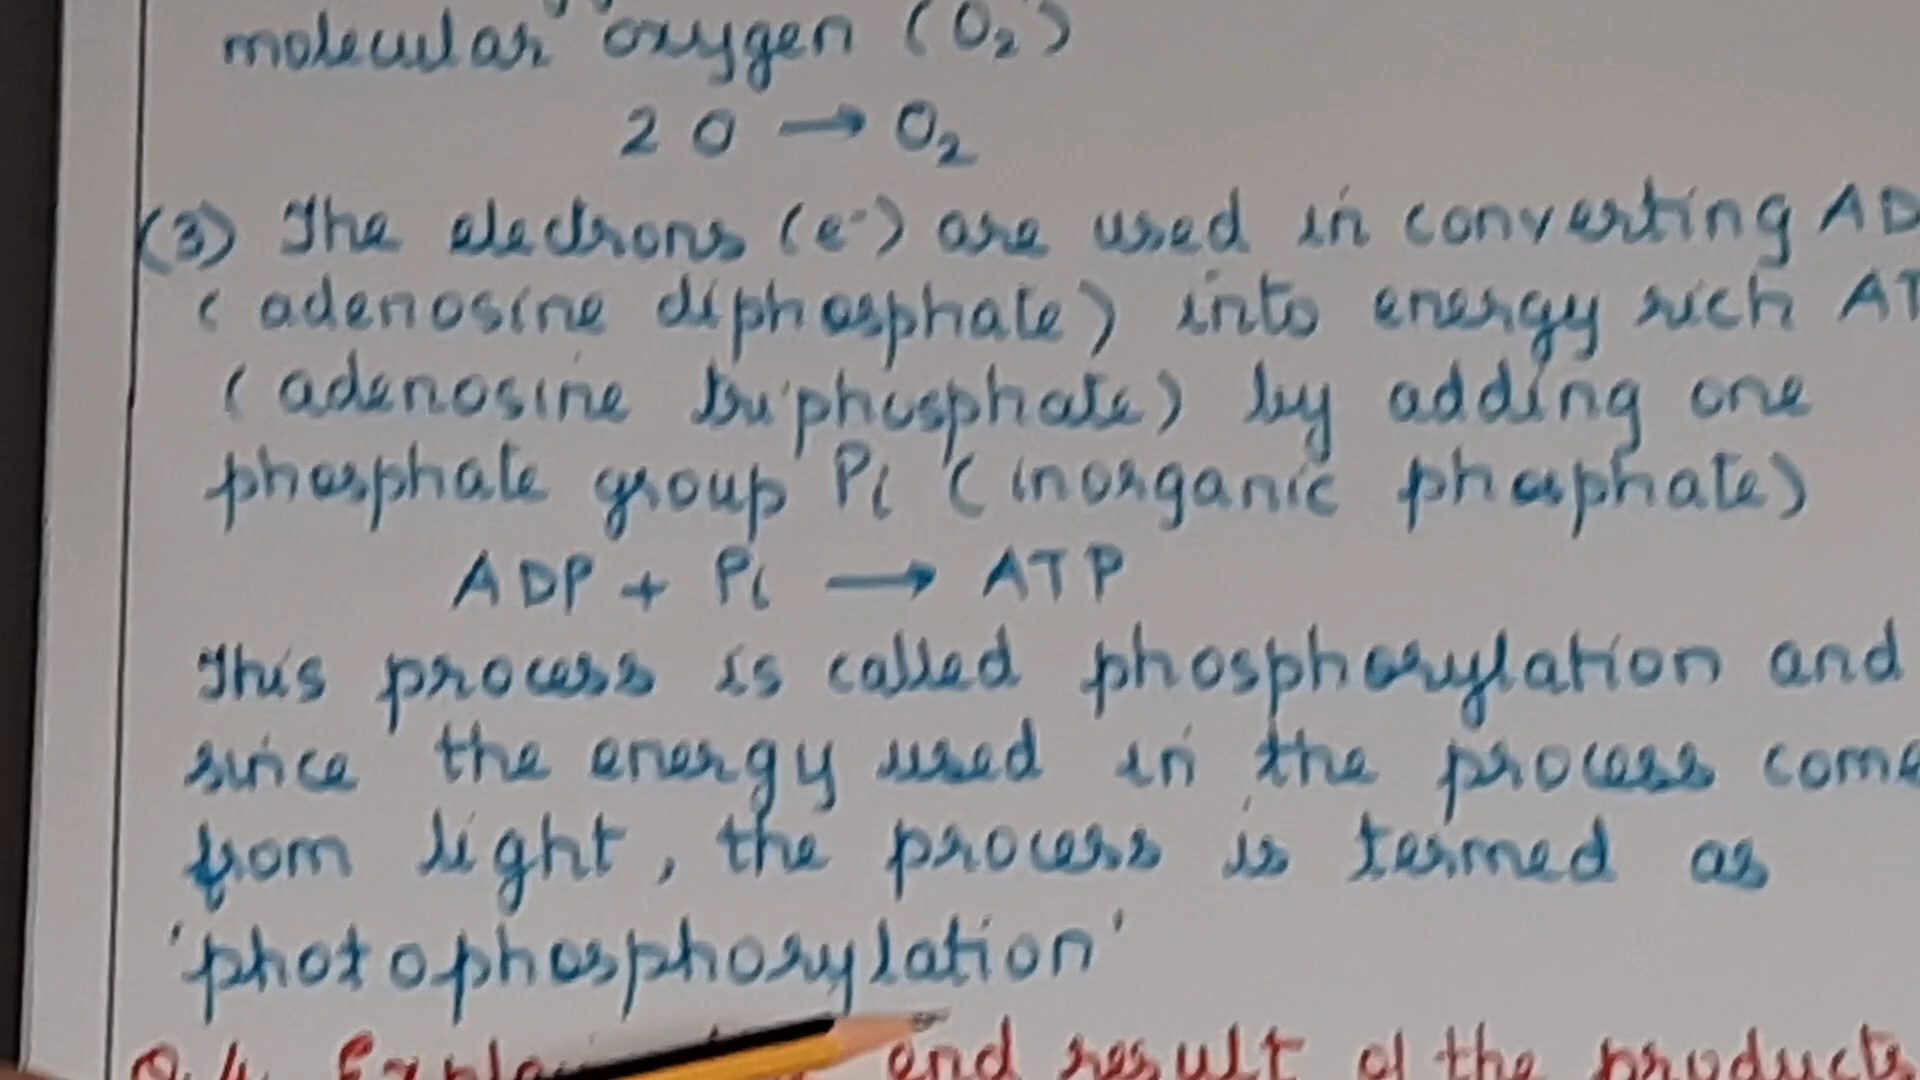 molecular oxygen (O₂)
2 O → O₂
(3) The electrons (e⁻) are used in converting AD
(adenosine diphosphate) into energy rich AT
(adenosine triphosphate) by adding one
phosphate group Pi (inorganic phosphate)
ADP + Pi → ATP
This process is called phosphorylation and
since the energy used in the process come
from light, the process is termed as
'photophosphorylation'
Q.4. end result of the products